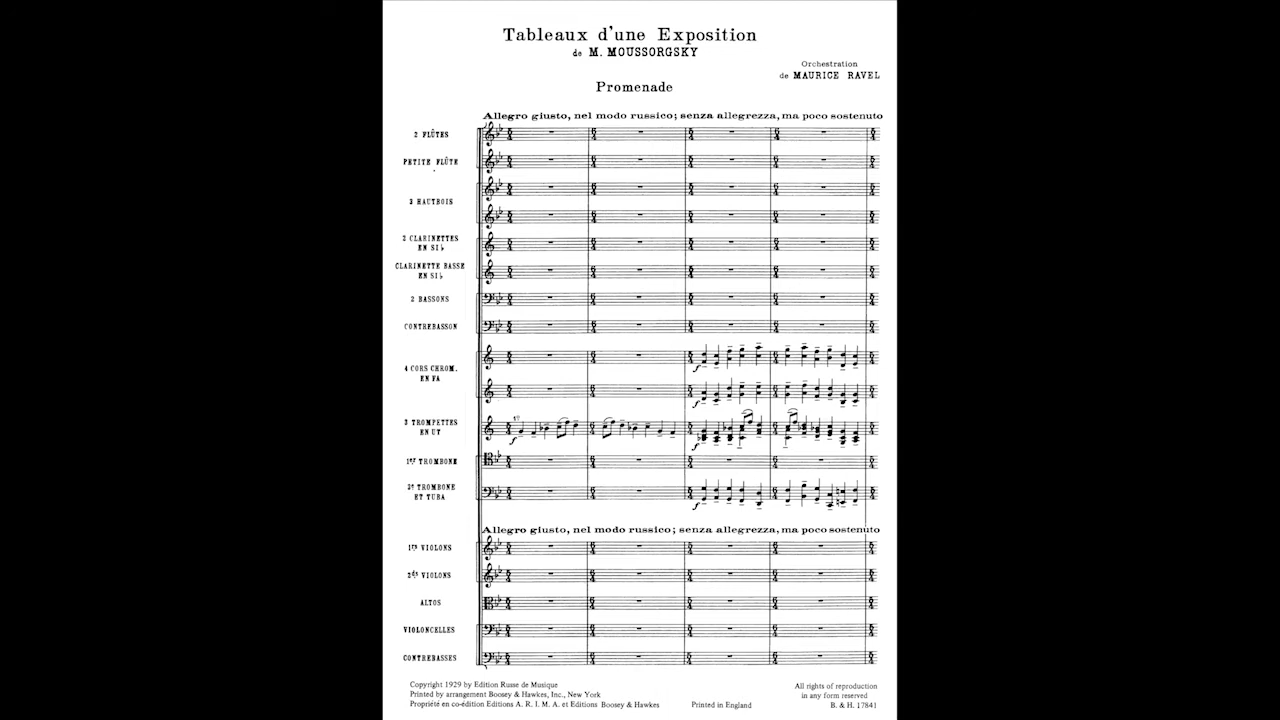 Tableaux d'une Exposition
de M. MOUSSORGSKY
Orchestration
de MAURICE RAVEL
Promenade
Allegro giusto, nel modo russico; senza allegrezza, ma poco sostenuto
2 FLÛTES
PETITE FLÛTE
3 HAUTBOIS
2 CLARINETTES
EN SI♭
CLARINETTE BASSE
EN SI♭
2 BASSONS
CONTREBASSON
4 CORS CHROM.
EN FA
f
f
3 TROMPETTES
EN UT
1º
f
f
1er TROMBONE
2e TROMBONE
ET TUBA
f
Allegro giusto, nel modo russico; senza allegrezza, ma poco sostenuto
1ers VIOLONS
2ds VIOLONS
ALTOS
VIOLONCELLES
CONTREBASSES
Copyright 1929 by Edition Russe de Musique
Printed by arrangement Boosey & Hawkes, Inc., New York
Propriété en co-édition Editions A. R. I. M. A. et Editions Boosey & Hawkes
Printed in England
All rights of reproduction
in any form reserved
B. & H. 17841